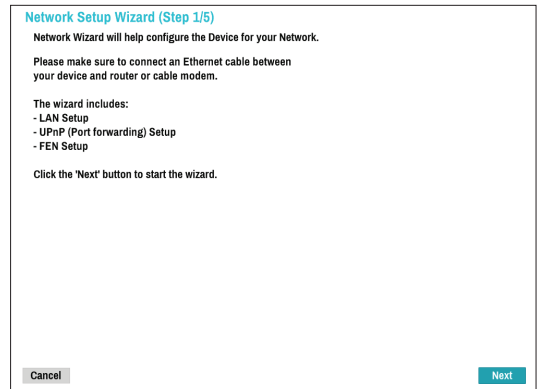 Network Setup Wizard (Step 1/5)
Network Wizard will help configure the Device for your Network.
Please make sure to connect an Ethernet cable between
your device and router or cable modem.
The wizard includes:
- LAN Setup
- UPnP (Port forwarding) Setup
- FEN Setup
Click the 'Next' button to start the wizard.
Cancel
Next